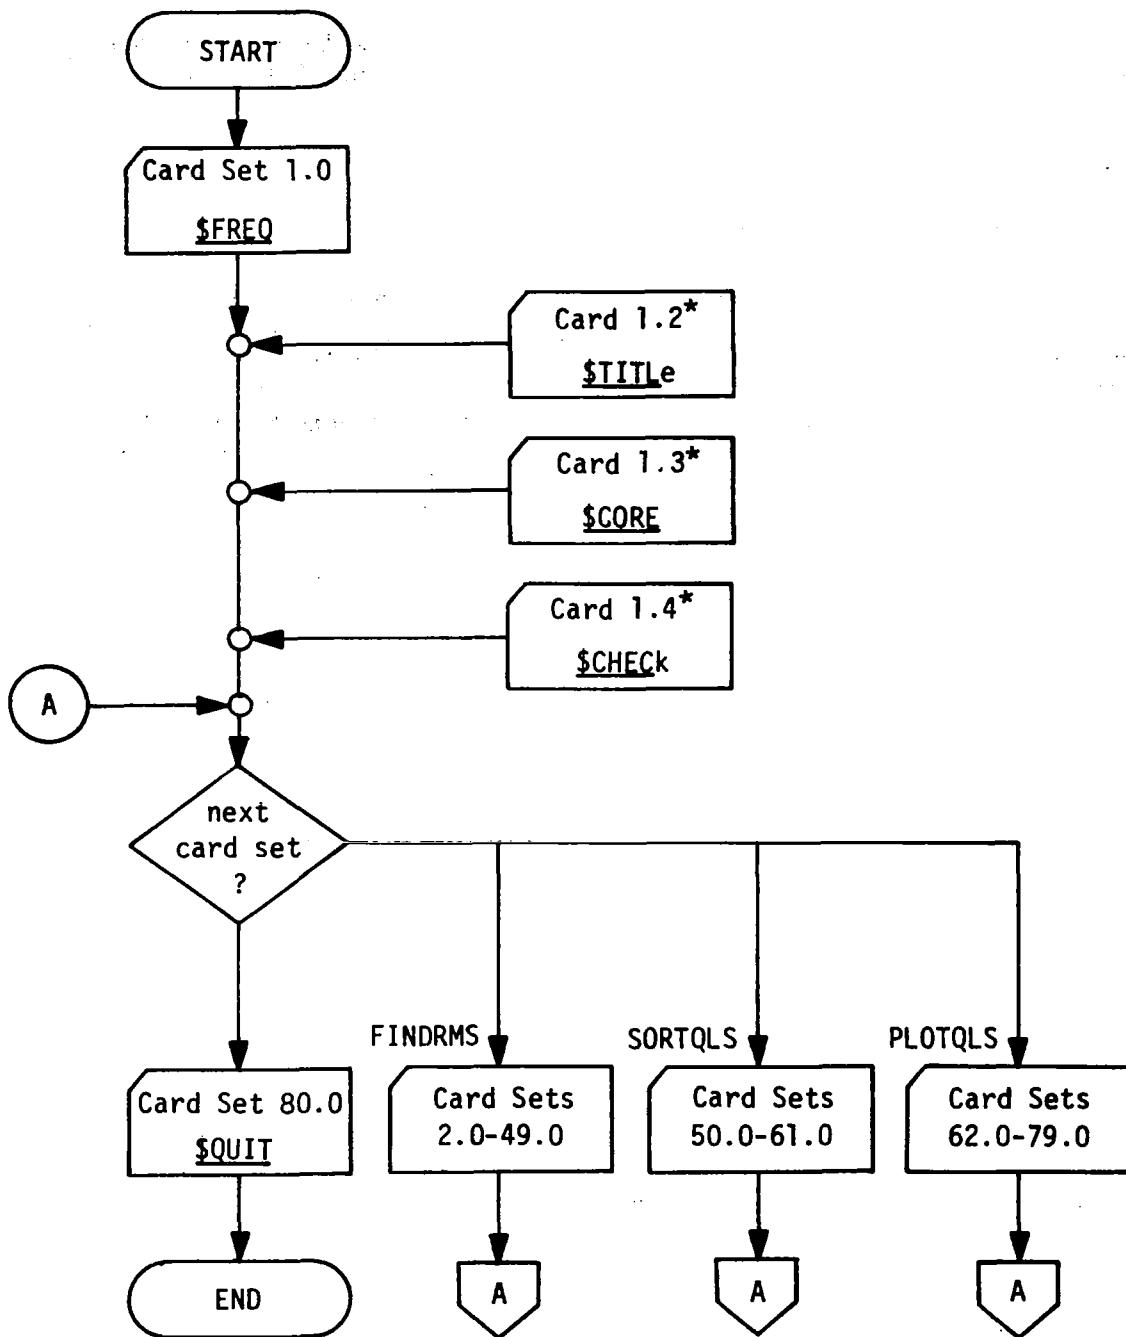 START
Card Set 1.0
$FREQ
Card 1.2*
$TITLe
Card 1.3*
$CORE
Card 1.4*
$CHECk
A
next
card set
?
FINDRMS
SORTQLS
PLOTQLS
Card Set 80.0
$QUIT
Card Sets
2.0-49.0
Card Sets
50.0-61.0
Card Sets
62.0-79.0
END
A
A
A